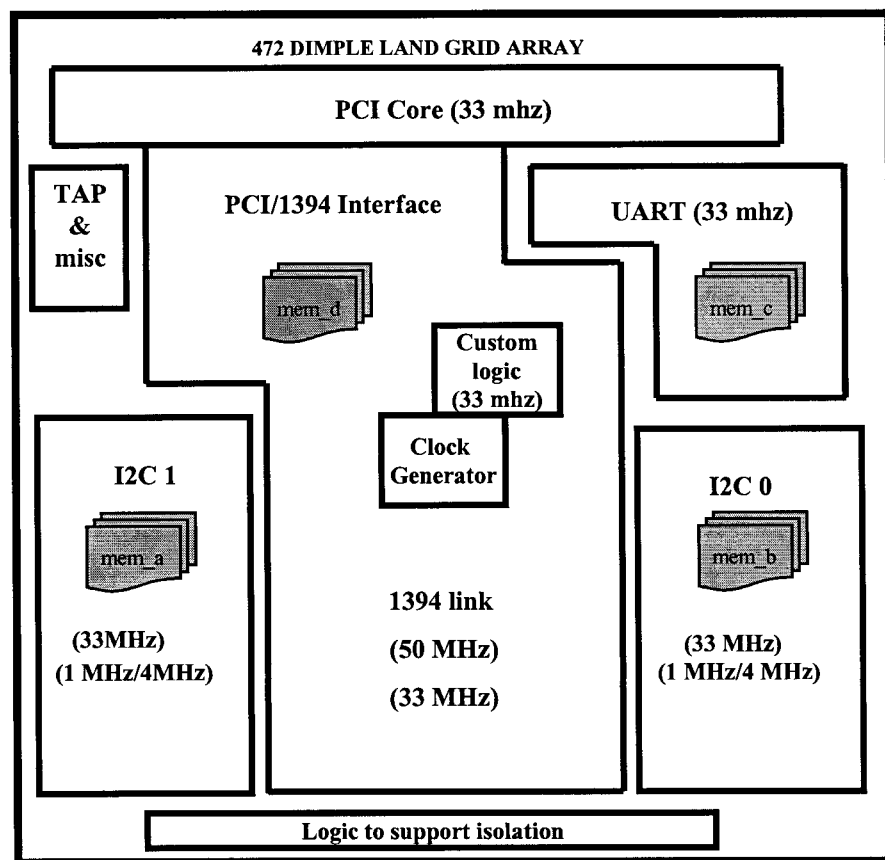 472 DIMPLE LAND GRID ARRAY
PCI Core (33 mhz)
TAP
&
misc
PCI/1394 Interface
UART (33 mhz)
mem_d
mem_c
Custom
logic
(33 mhz)
Clock
Generator
I2C 1
mem_a
(33MHz)
(1 MHz/4MHz)
1394 link
(50 MHz)
(33 MHz)
I2C 0
mem_b
(33 MHz)
(1 MHz/4 MHz)
Logic to support isolation